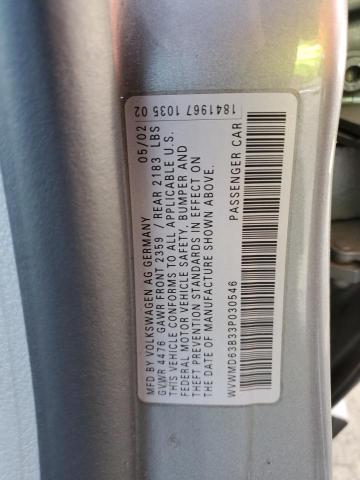 1841967 1035 02
05/02
MFD BY VOLKSWAGEN AG GERMANY
GVWR 4476 GAWR FRONT 2359 / REAR 2183 LBS
THIS VEHICLE CONFORMS TO ALL APPLICABLE U.S.
FEDERAL MOTOR VEHICLE SAFETY, BUMPER AND
THEFT PREVENTION STANDARDS IN EFFECT ON
THE DATE OF MANUFACTURE SHOWN ABOVE.
WVWMD63B33P030546 PASSENGER CAR